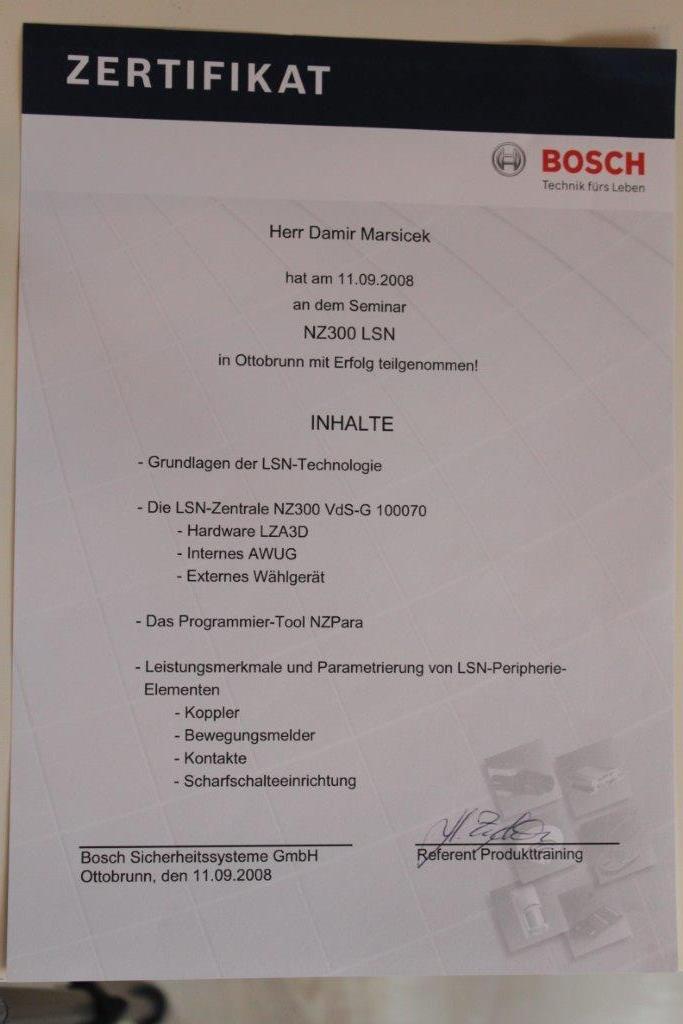 ZERTIFIKAT
BOSCH
Technik fürs Leben
Herr Damir Marsicek
hat am 11.09.2008
an dem Seminar
NZ300 LSN
in Ottobrunn mit Erfolg teilgenommen!
INHALTE
- Grundlagen der LSN-Technologie
- Die LSN-Zentrale NZ300 VdS-G 100070
- Hardware LZA3D
- Internes AWUG
- Externes Wählgerät
- Das Programmier-Tool NZPara
- Leistungsmerkmale und Parametrierung von LSN-Peripherie-
Elementen
- Koppler
- Bewegungsmelder
- Kontakte
- Scharfschalteeinrichtung
Bosch Sicherheitssysteme GmbH
Ottobrunn, den 11.09.2008
Referent Produkttraining